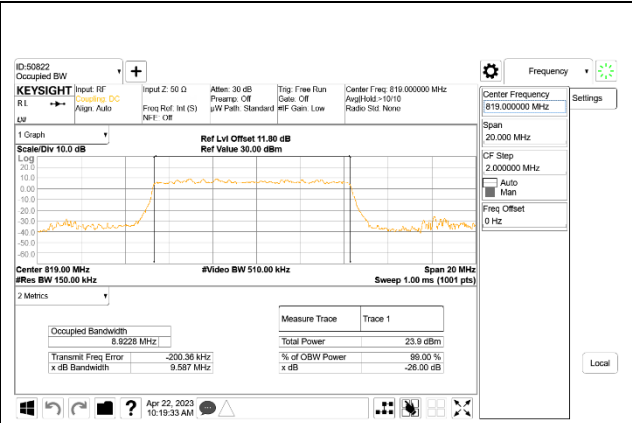 ID:50822
Occupied BW
Frequency
KEYSIGHT
R L
Input: RF
Coupling: DC
Align: Auto
Input Z: 50 Ω
Freq Ref: Int (S)
NFE: Off
Atten: 30 dB
Preamp: Off
µW Path: Standard
Trig: Free Run
Gate: Off
#IF Gain: Low
Center Freq: 819.000000 MHz
Avg|Hold:>10/10
Radio Std: None
Center Frequency
819.000000 MHz
Settings
Span
20.000 MHz
CF Step
2.000000 MHz
Auto
Man
Freq Offset
0 Hz
Local
1 Graph
Scale/Div 10.0 dB
Ref Lvl Offset 11.80 dB
Ref Value 30.00 dBm
Log
20.0
10.0
0.00
-10.0
-20.0
-30.0
-40.0
-50.0
-60.0
Center 819.00 MHz
#Video BW 510.00 kHz
Span 20 MHz
#Res BW 150.00 kHz
Sweep 1.00 ms (1001 pts)
2 Metrics
Measure Trace Trace 1
Occupied Bandwidth
8.9228 MHz
Total Power 23.9 dBm
Transmit Freq Error -200.36 kHz
% of OBW Power 99.00 %
x dB Bandwidth 9.587 MHz
x dB -26.00 dB
Apr 22, 2023
10:19:33 AM